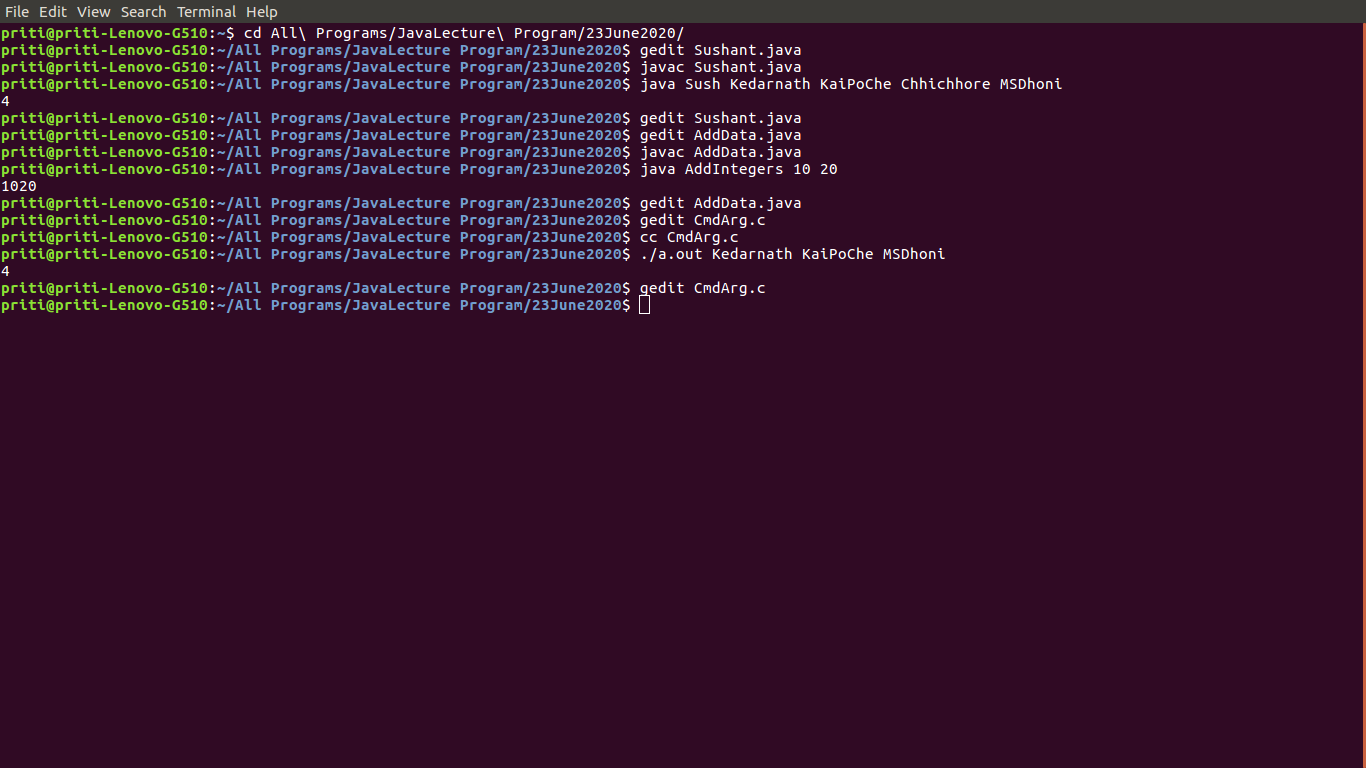 File Edit View Search Terminal Help
priti@priti-Lenovo-G510:~$ cd All\ Programs/JavaLecture\ Program/23June2020/
priti@priti-Lenovo-G510:~/All Programs/JavaLecture Program/23June2020$ gedit Sushant.java
priti@priti-Lenovo-G510:~/All Programs/JavaLecture Program/23June2020$ javac Sushant.java
priti@priti-Lenovo-G510:~/All Programs/JavaLecture Program/23June2020$ java Sush Kedarnath KaiPoChe Chhichhore MSDhoni
4
priti@priti-Lenovo-G510:~/All Programs/JavaLecture Program/23June2020$ gedit Sushant.java
priti@priti-Lenovo-G510:~/All Programs/JavaLecture Program/23June2020$ gedit AddData.java
priti@priti-Lenovo-G510:~/All Programs/JavaLecture Program/23June2020$ javac AddData.java
priti@priti-Lenovo-G510:~/All Programs/JavaLecture Program/23June2020$ java AddIntegers 10 20
1020
priti@priti-Lenovo-G510:~/All Programs/JavaLecture Program/23June2020$ gedit AddData.java
priti@priti-Lenovo-G510:~/All Programs/JavaLecture Program/23June2020$ gedit CmdArg.c
priti@priti-Lenovo-G510:~/All Programs/JavaLecture Program/23June2020$ cc CmdArg.c
priti@priti-Lenovo-G510:~/All Programs/JavaLecture Program/23June2020$ ./a.out Kedarnath KaiPoChe MSDhoni
4
priti@priti-Lenovo-G510:~/All Programs/JavaLecture Program/23June2020$ gedit CmdArg.c
priti@priti-Lenovo-G510:~/All Programs/JavaLecture Program/23June2020$